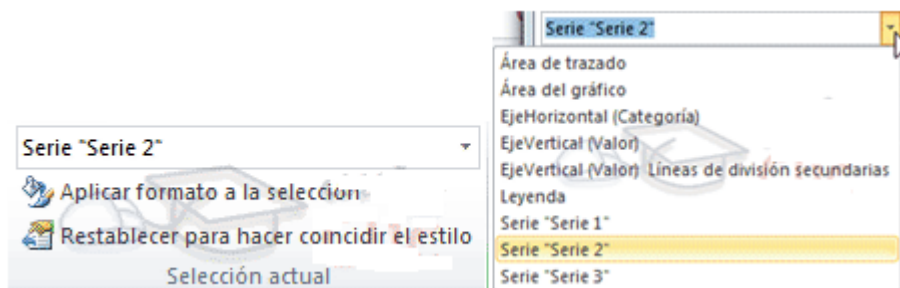 Serie "Serie 2"
Aplicar formato a la selección
Restablecer para hacer coincidir el estilo
Selección actual
Serie "Serie 2"
Área de trazado
Área del gráfico
EjeHorizontal (Categoría)
EjeVertical (Valor)
EjeVertical (Valor) Líneas de división secundarias
Leyenda
Serie "Serie 1"
Serie "Serie 2"
Serie "Serie 3"